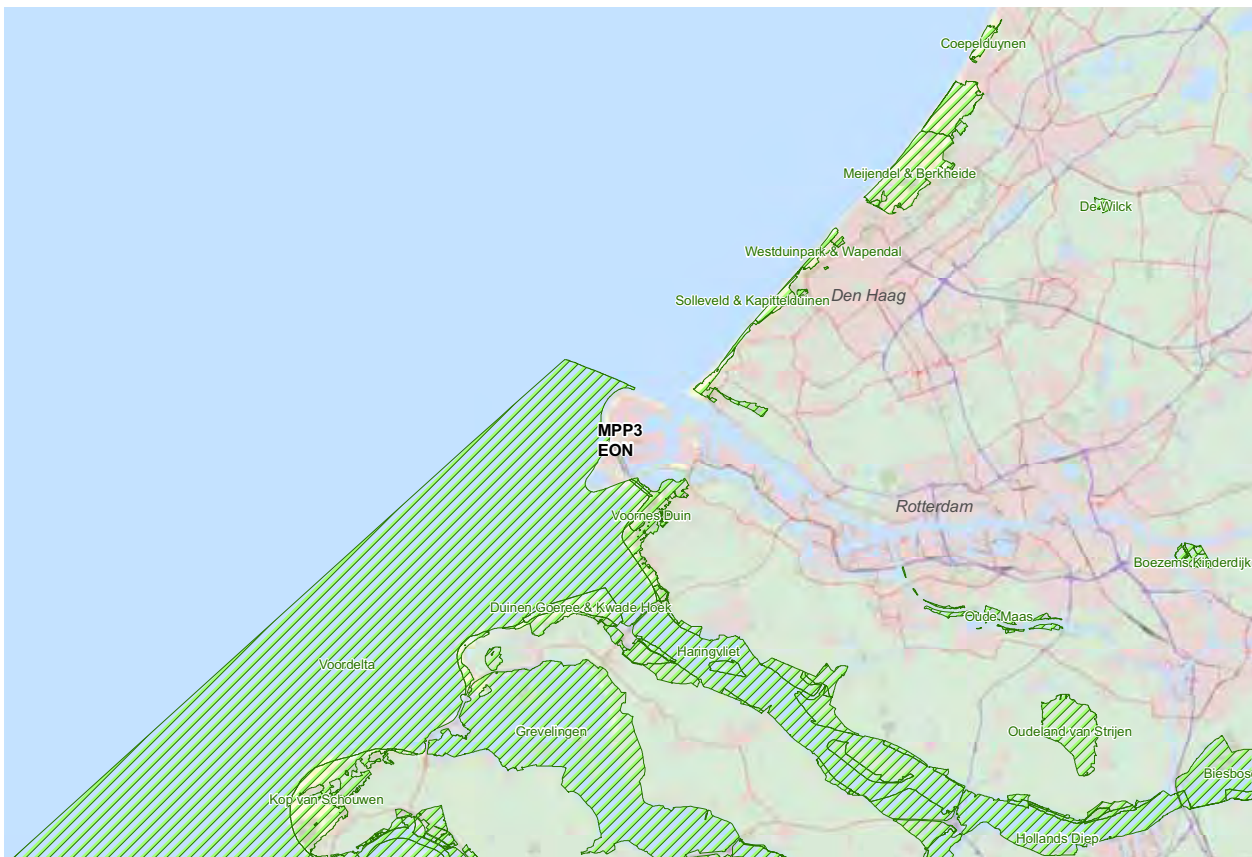 Coepelduynen
Meijendel & Berkheide
De Wilck
Westduinpark & Wapendal
Den Haag
Solleveld & Kapittelduinen
MPP3
EON
Rotterdam
Voornes Duin
Boezems Kinderdijk
Duinen Goeree & Kwade Hoek
Oude Maas
Haringvliet
Voordelta
Grevelingen
Oudeland van Strijen
Biesbosc
Kop van Schouwen
Hollands Diep